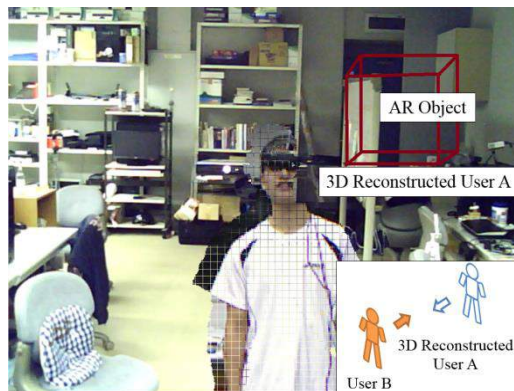 AR Object
3D Reconstructed User A
3D Reconstructed
User A
User B